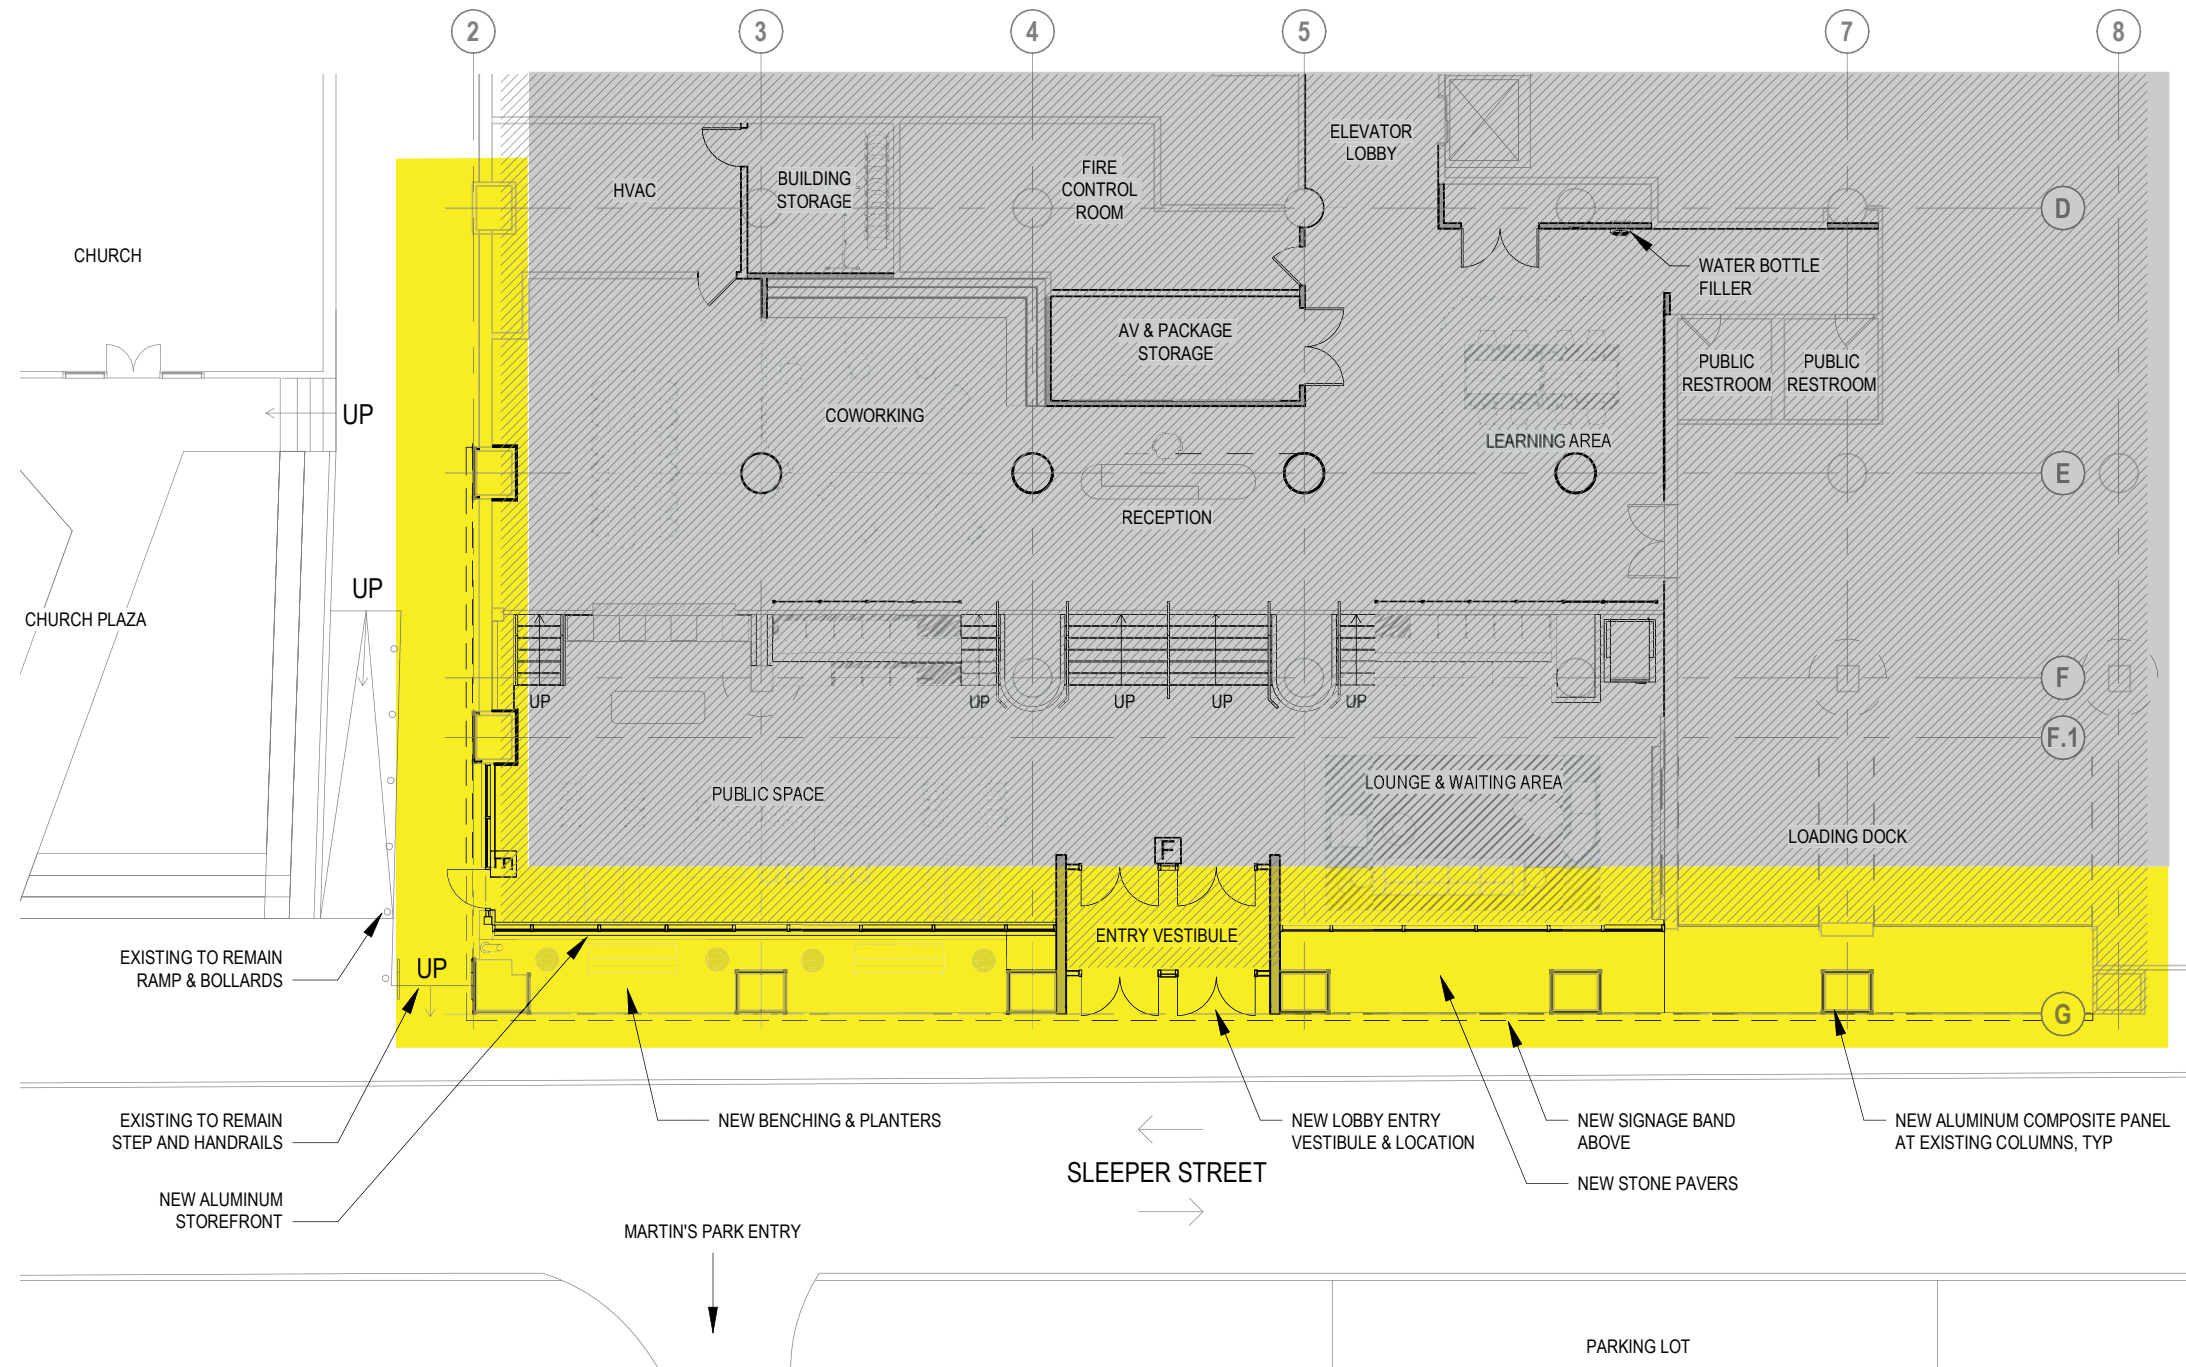 2
3
4
5
7
8
ELEVATOR
LOBBY
HVAC
BUILDING
STORAGE
FIRE
CONTROL
ROOM
D
CHURCH
WATER BOTTLE
FILLER
AV & PACKAGE
STORAGE
PUBLIC
RESTROOM
PUBLIC
RESTROOM
UP
COWORKING
LEARNING AREA
E
RECEPTION
UP
CHURCH PLAZA
UP
UP
UP
UP
UP
F
F.1
PUBLIC SPACE
LOUNGE & WAITING AREA
LOADING DOCK
F
F
ENTRY VESTIBULE
EXISTING TO REMAIN
RAMP & BOLLARDS
UP
G
EXISTING TO REMAIN
STEP AND HANDRAILS
NEW BENCHING & PLANTERS
NEW LOBBY ENTRY
VESTIBULE & LOCATION
NEW SIGNAGE BAND
ABOVE
NEW ALUMINUM COMPOSITE PANEL
AT EXISTING COLUMNS, TYP
SLEEPER STREET
NEW STONE PAVERS
NEW ALUMINUM
STOREFRONT
MARTIN'S PARK ENTRY
PARKING LOT